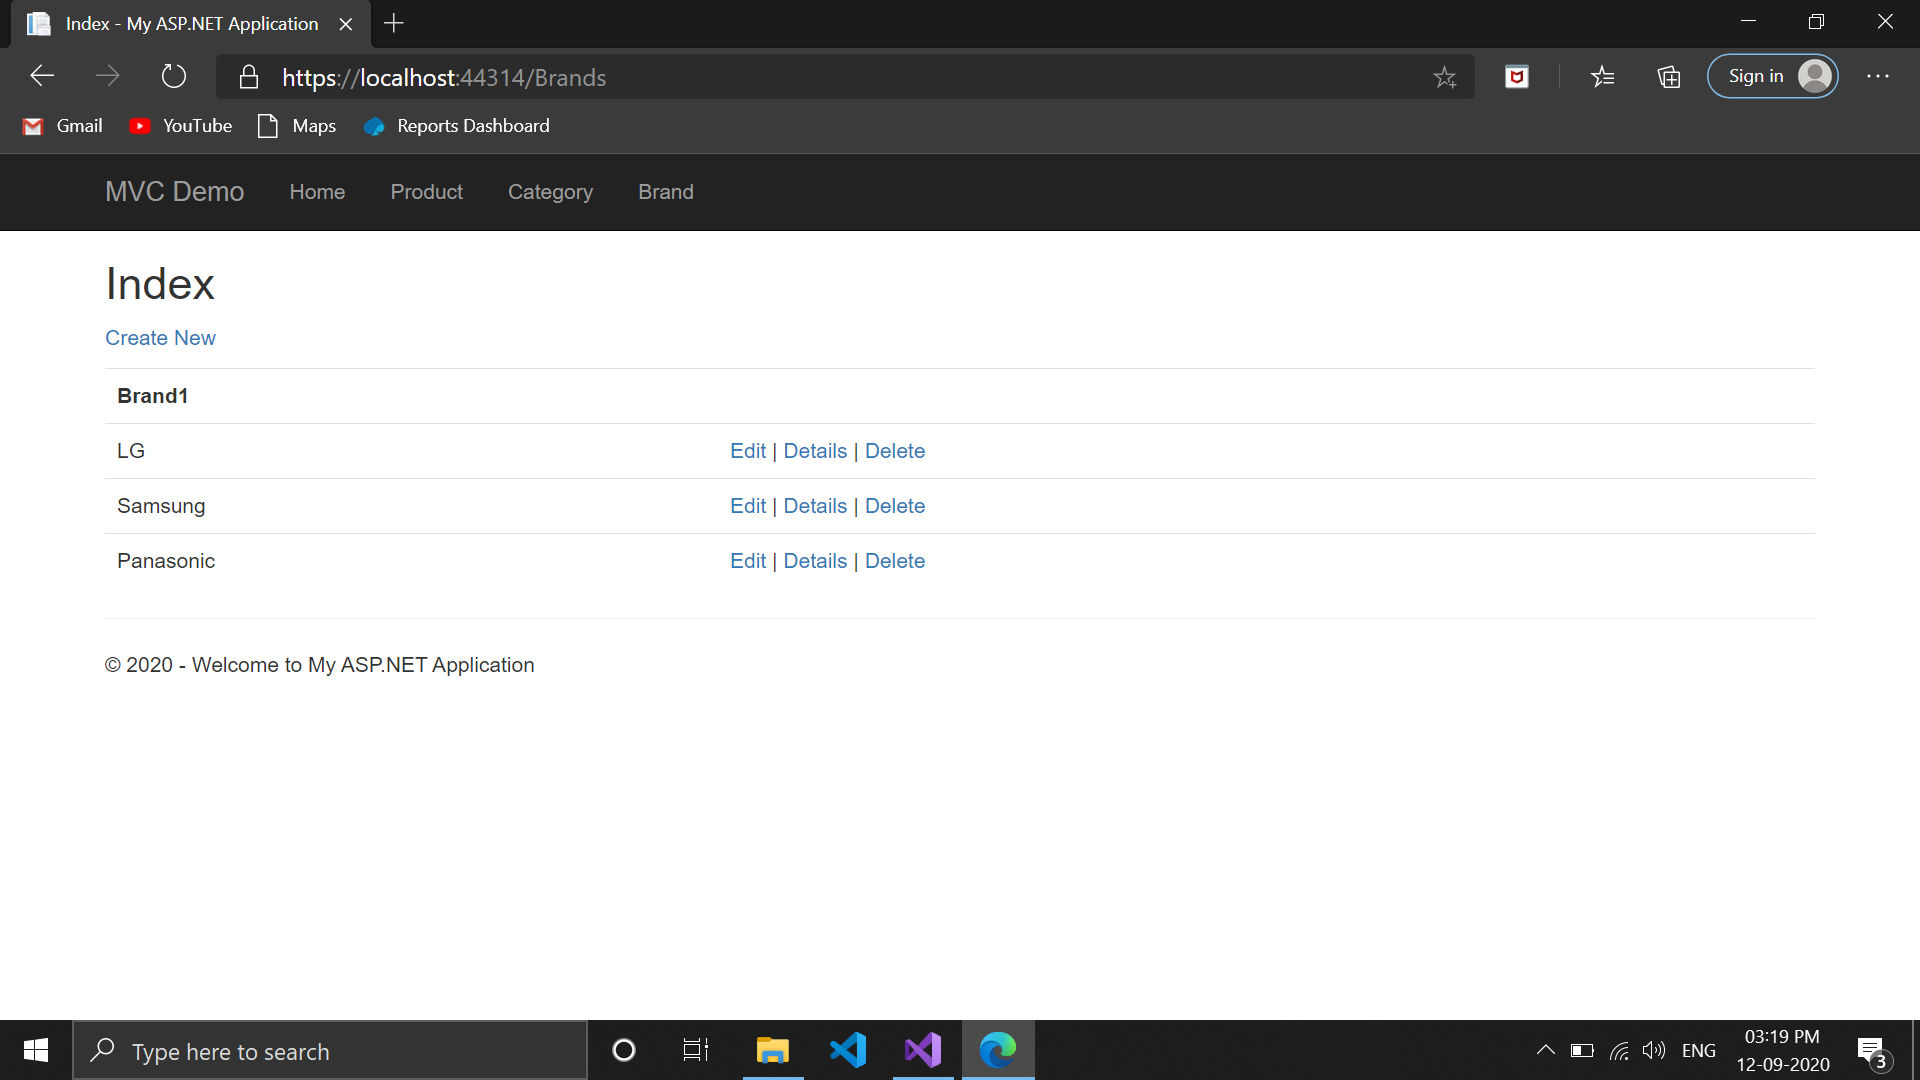 Index - My ASP.NET Application
https://localhost:44314/Brands
Sign in
Gmail YouTube Maps Reports Dashboard
MVC Demo Home Product Category Brand
Index
Create New
Brand1
LG Edit | Details | Delete
Samsung Edit | Details | Delete
Panasonic Edit | Details | Delete
© 2020 - Welcome to My ASP.NET Application
Type here to search
ENG
03:19 PM
12-09-2020
3